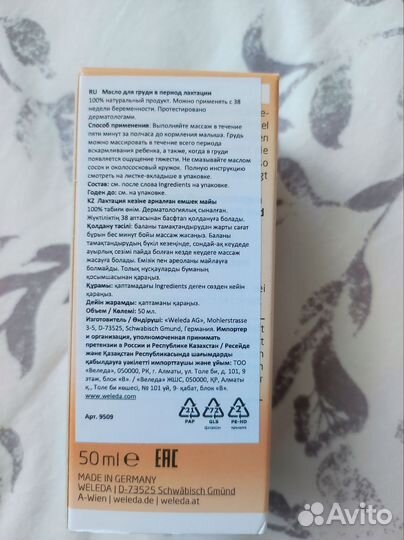 RU Масло для груди в период лактации
100% натуральный продукт. Можно применять с 38
недели беременности. Протестировано
дерматологами.
Способ применения: Выполняйте массаж в течение
пяти минут за полчаса до кормления малыша. Грудь
можно массировать в течение всего периода
вскармливания ребенка, а также, когда в груди
появляется ощущение тяжести. Не смазывайте маслом
сосок и околососковый кружок. Полную инструкцию
смотреть на листке-вкладыше в упаковке.
Состав: см. после слова Ingredients на упаковке.
Годен до: см. на упаковке.
KZ Лактация кезіне арналған емшек майы
100% табиғи өнім. Дерматологиялық сыналған.
Жүктіліктің 38 аптасынан бастап қолдануға болады.
Қолдану тәсілі: баланы тамақтандырудан жарты сағат
бұрын бес минут бойы массаж жасаңыз. Баланы
тамақтандырудың бүкіл кезеңінде, сондай-ақ кеудеде
ауырлық сезімі пайда болған кезде кеудеге массаж
жасауға болады. Емізік пен ареоланы майлауға
болмайды. Толық нұсқауларды буманың
қосымшасынан қараңыз.
Құрамы: қаптамадағы Ingredients деген сөзден кейін
қараңыз.
Дейін жарамды: қаптаманы қараңыз.
Объем / Көлемі: 50 мл.
Изготовитель / Өндіруші: «Weleda AG», Mohlerstrasse
3-5, D-73525, Schwäbisch Gmünd, Германия. Импортер
и организация, уполномоченная принимать
претензии в России и Республике Казахстан / Ресейде
және Қазақстан Республикасында шағымдарды
қабылдауға уәкілетті импорттаушы және ұйым: ТОО
«Веледа», 050000, РК, г. Алматы, ул. Толе би, д. 101, 9
этаж, блок «В». / «Веледа» ЖШС, 050000, ҚР, Алматы
қ., Толе би көшесі, № 101 үй, 9- қабат, блок «В».
www.weleda.com
Арт. 9509
21 72 2
PAP GLS PE-HD
50 ml e EAC
MADE IN GERMANY
WELEDA | D-73525 Schwäbisch Gmünd
A-Wien | weleda.de | weleda.at
Avito